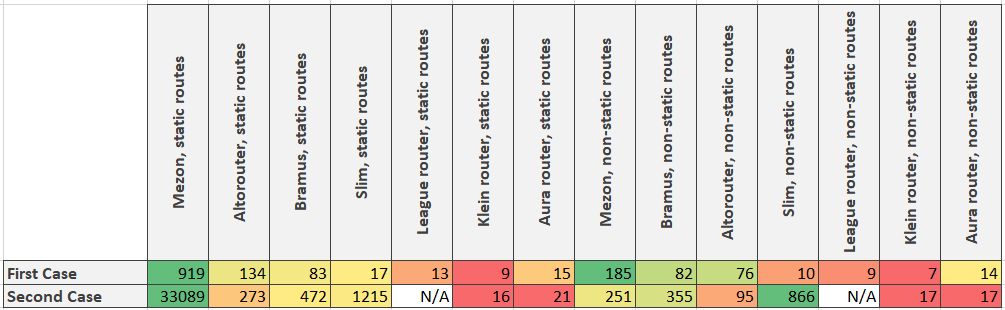 Mezon, static routes
Altorouter, static routes
Bramus, static routes
Slim, static routes
League router, static routes
Klein router, static routes
Aura router, static routes
Mezon, non-static routes
Bramus, non-static routes
Altorouter, non-static routes
Slim, non-static routes
League router, non-static routes
Klein router, non-static routes
Aura router, non-static routes
First Case 919 134 83 17 13 9 15 185 82 76 10 9 7 14
Second Case 33089 273 472 1215 N/A 16 21 251 355 95 866 N/A 17 17